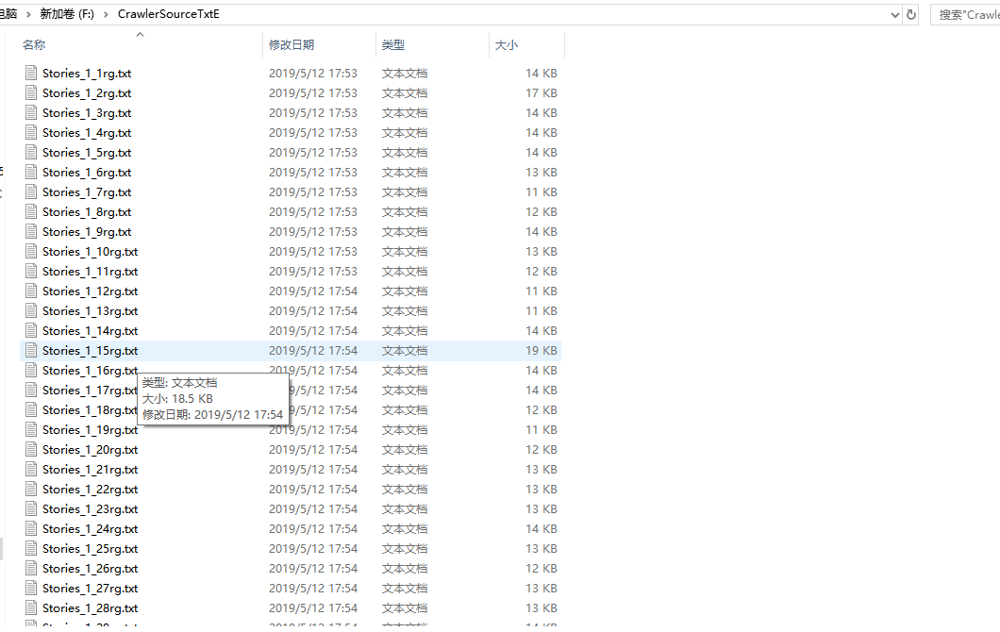 电脑 › 新加卷 (F:) › CrawlerSourceTxtE 搜索"Crawle
名称 修改日期 类型 大小
Stories_1_1rg.txt 2019/5/12 17:53 文本文档 14 KB
Stories_1_2rg.txt 2019/5/12 17:53 文本文档 17 KB
Stories_1_3rg.txt 2019/5/12 17:53 文本文档 14 KB
Stories_1_4rg.txt 2019/5/12 17:53 文本文档 14 KB
Stories_1_5rg.txt 2019/5/12 17:53 文本文档 14 KB
Stories_1_6rg.txt 2019/5/12 17:53 文本文档 13 KB
Stories_1_7rg.txt 2019/5/12 17:53 文本文档 11 KB
Stories_1_8rg.txt 2019/5/12 17:53 文本文档 12 KB
Stories_1_9rg.txt 2019/5/12 17:53 文本文档 14 KB
Stories_1_10rg.txt 2019/5/12 17:53 文本文档 13 KB
Stories_1_11rg.txt 2019/5/12 17:53 文本文档 12 KB
Stories_1_12rg.txt 2019/5/12 17:54 文本文档 11 KB
Stories_1_13rg.txt 2019/5/12 17:54 文本文档 11 KB
Stories_1_14rg.txt 2019/5/12 17:54 文本文档 14 KB
Stories_1_15rg.txt 2019/5/12 17:54 文本文档 19 KB
Stories_1_16rg.txt 2019/5/12 17:54 文本文档 14 KB
类型: 文本文档
Stories_1_17rg.txt 9/5/12 17:54 文本文档 14 KB
大小: 18.5 KB
Stories_1_18rg.txt 9/5/12 17:54 文本文档 12 KB
修改日期: 2019/5/12 17:54
Stories_1_19rg.txt 2019/5/12 17:54 文本文档 11 KB
Stories_1_20rg.txt 2019/5/12 17:54 文本文档 12 KB
Stories_1_21rg.txt 2019/5/12 17:54 文本文档 13 KB
Stories_1_22rg.txt 2019/5/12 17:54 文本文档 13 KB
Stories_1_23rg.txt 2019/5/12 17:54 文本文档 13 KB
Stories_1_24rg.txt 2019/5/12 17:54 文本文档 14 KB
Stories_1_25rg.txt 2019/5/12 17:54 文本文档 13 KB
Stories_1_26rg.txt 2019/5/12 17:54 文本文档 12 KB
Stories_1_27rg.txt 2019/5/12 17:54 文本文档 13 KB
Stories_1_28rg.txt 2019/5/12 17:54 文本文档 13 KB